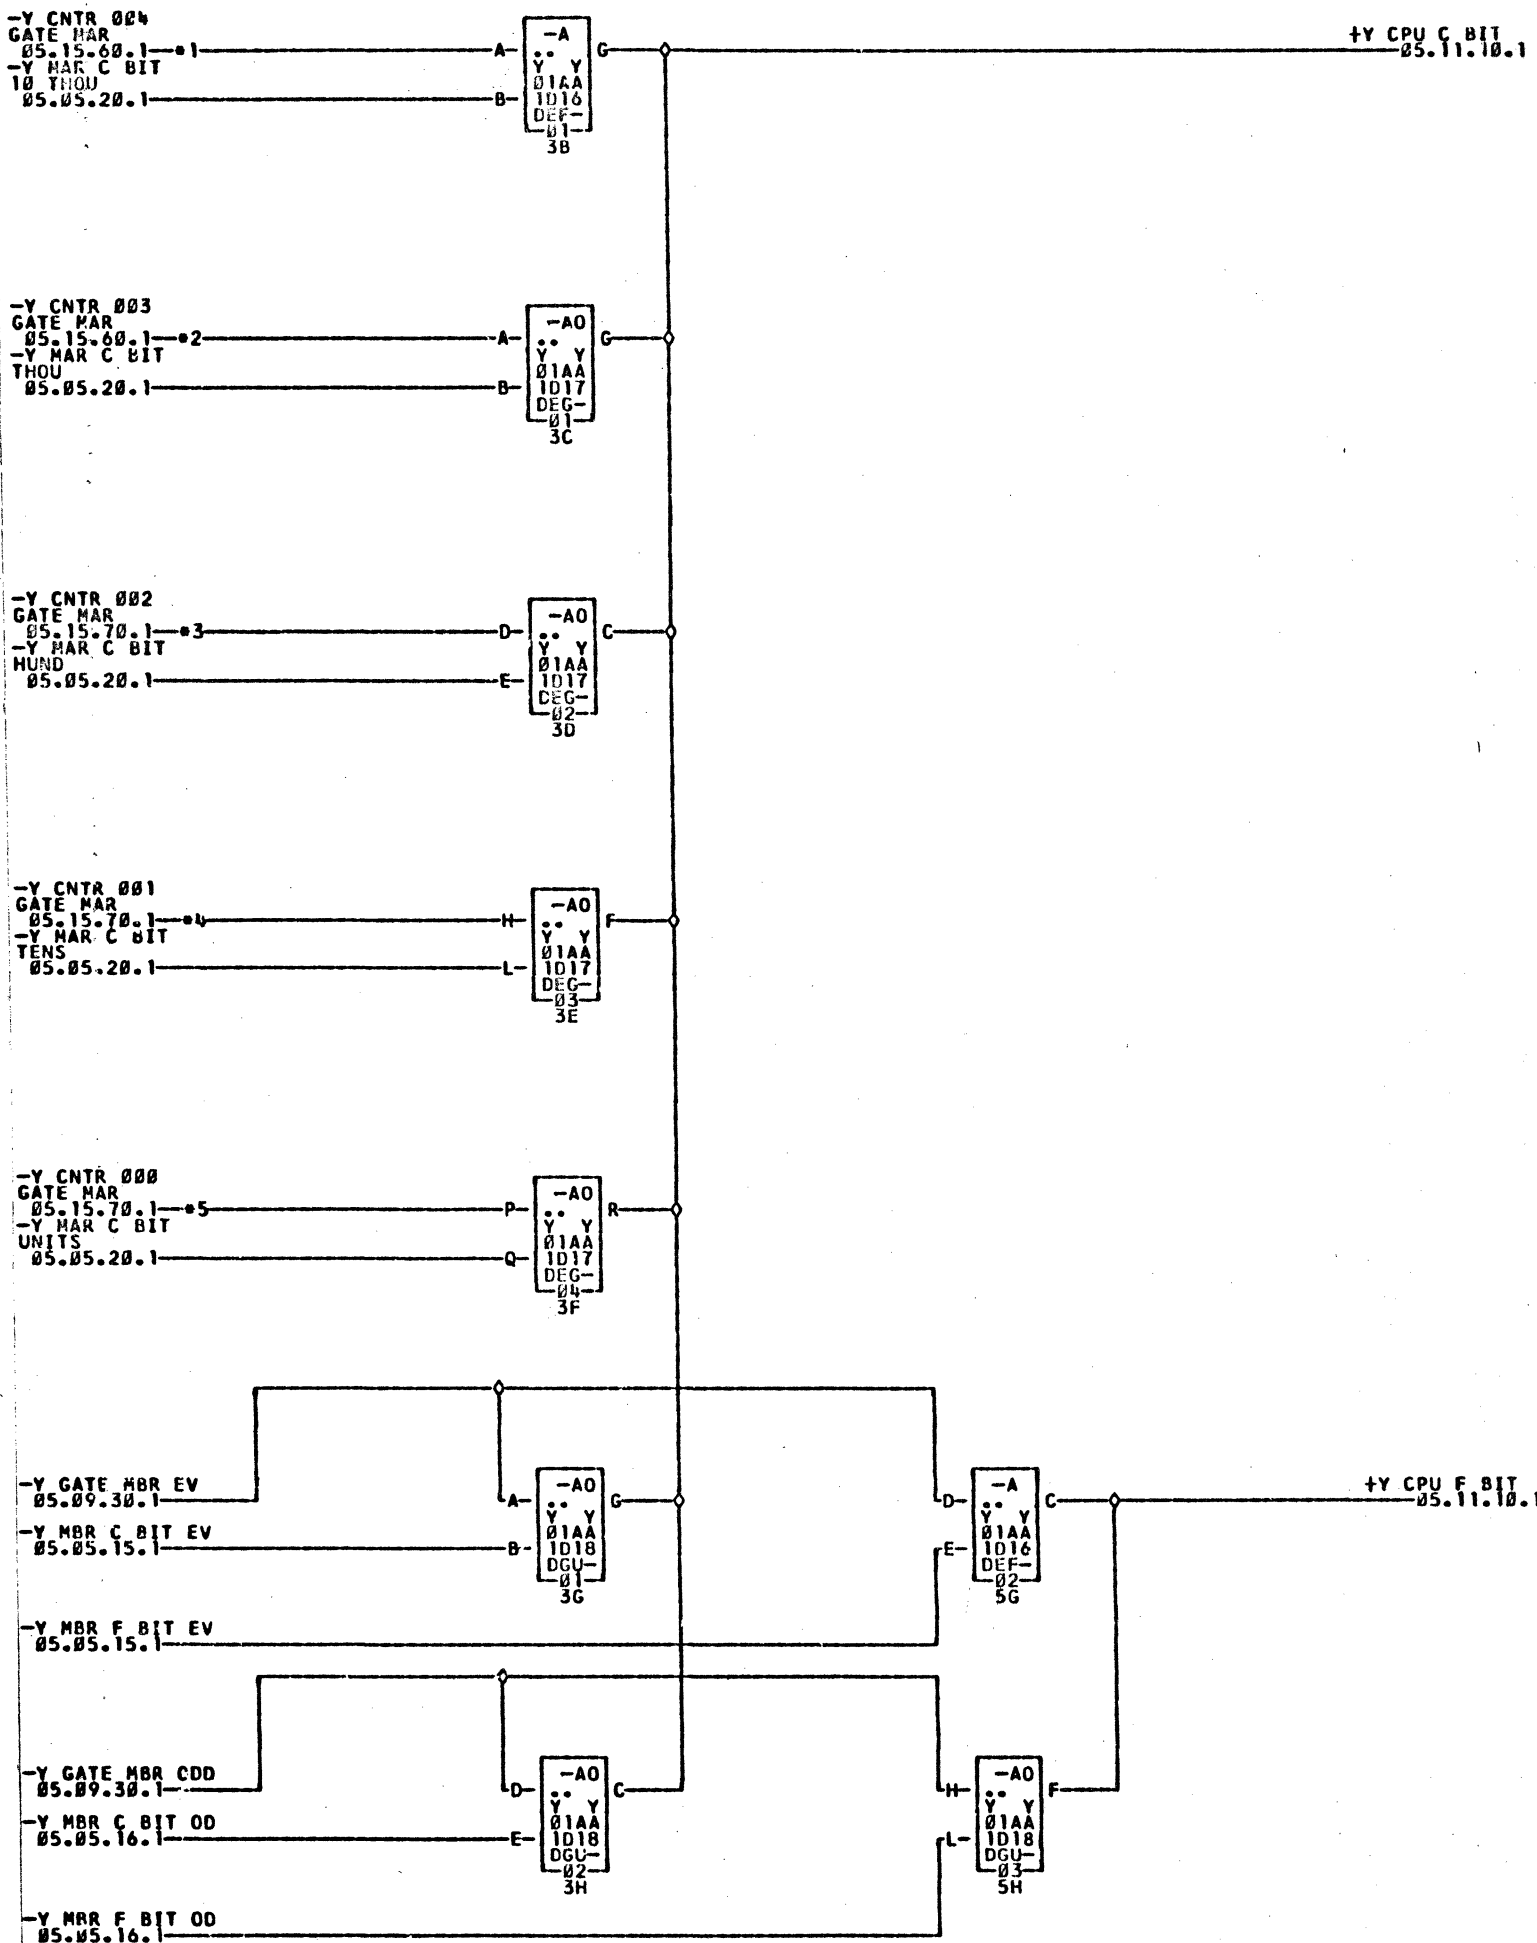 -Y CNTR 004
GATE MAR
05.15.60.1 *1
-Y MAR C BIT
10 THOU
05.05.20.1
A
B
-A
..
Y Y
01AA
1D16
DEF-
01
3B
G
+Y CPU C BIT
05.11.10.1
-Y CNTR 003
GATE MAR
05.15.60.1 *2
-Y MAR C BIT
THOU
05.05.20.1
A
B
-AO
..
Y Y
01AA
1D17
DEG-
01
3C
G
-Y CNTR 002
GATE MAR
05.15.70.1 *3
-Y MAR C BIT
HUND
05.05.20.1
D
E
-AO
..
Y Y
01AA
1D17
DEG-
02
3D
C
-Y CNTR 001
GATE MAR
05.15.70.1 *4
-Y MAR C BIT
TENS
05.05.20.1
H
L
-AO
..
Y Y
01AA
1D17
DEG-
03
3E
F
-Y CNTR 000
GATE MAR
05.15.70.1 *5
-Y MAR C BIT
UNITS
05.05.20.1
P
Q
-AO
..
Y Y
01AA
1D17
DEG-
04
3F
R
-Y GATE MBR EV
05.09.30.1
-Y MBR C BIT EV
05.05.15.1
A
B
-AO
..
Y Y
01AA
1D18
DGU-
01
3G
G
D
E
-A
..
Y Y
01AA
1D16
DEF-
02
5G
C
+Y CPU F BIT
05.11.10.1
-Y MBR F BIT EV
05.05.15.1
-Y GATE MBR CDD
05.09.30.1
-Y MBR C BIT OD
05.05.16.1
D
E
-AO
..
Y Y
01AA
1D18
DGU-
02
3H
C
H
L
-AO
..
Y Y
01AA
1D18
DGU-
03
5H
F
-Y MBR F BIT OD
05.05.16.1